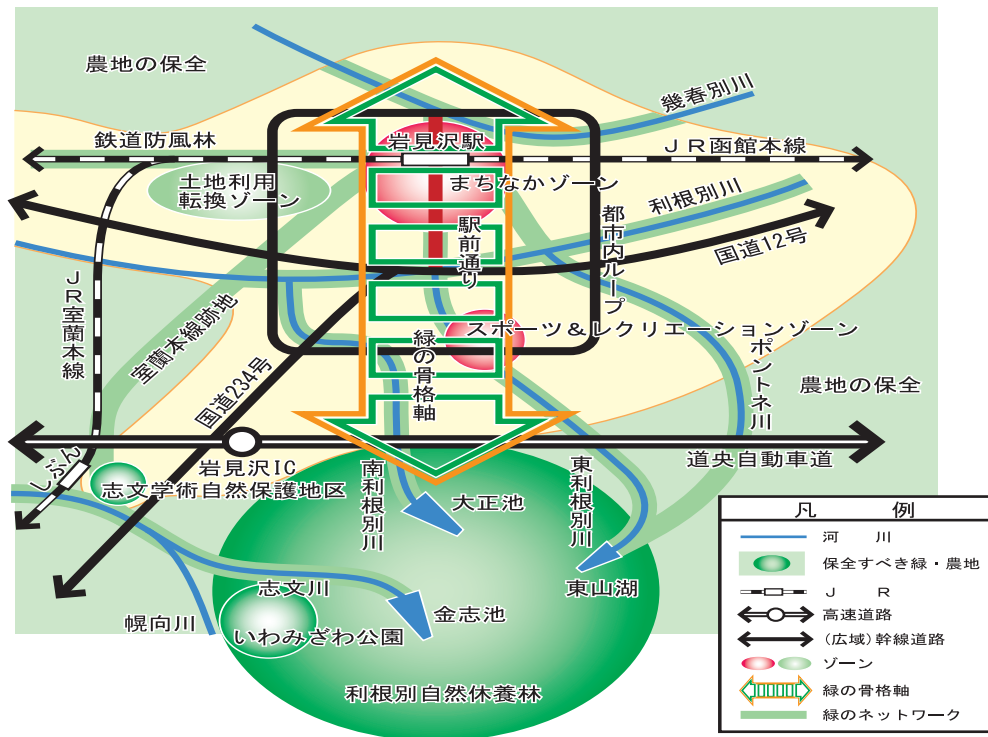 農地の保全
幾春別川
鉄道防風林
岩見沢駅
JR函館本線
土地利用
転換ゾーン
まちなかゾーン
利根別川
駅前通り
都市内ループ
国道12号
JR室蘭本線
室蘭本線跡地
スポーツ&レクリエーションゾーン
国道234号
緑の骨格軸
ポントネ川
農地の保全
しぶん
岩見沢IC
道央自動車道
志文学術自然保護地区
南利根別川
大正池
東利根別川
志文川
東山湖
幌向川
金志池
いわみざわ公園
利根別自然休養林
凡 例
河 川
保全すべき緑・農地
J R
高速道路
(広域)幹線道路
ゾーン
緑の骨格軸
緑のネットワーク